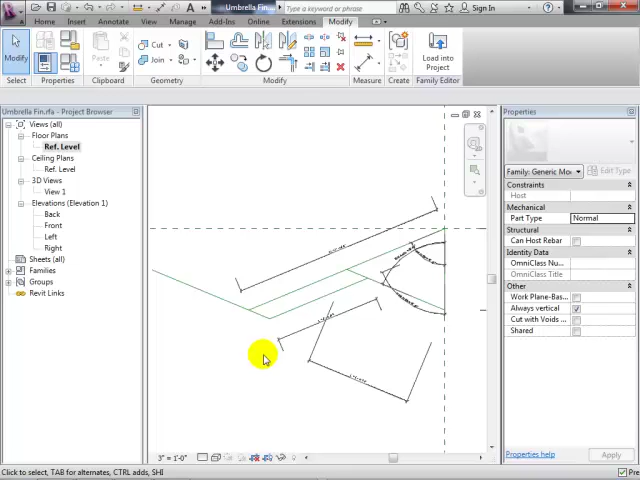 Umbrella Fin...
Sign In
Home
Insert
Annotate
View
Manage
Add-Ins
Online
Extensions
Modify
Modify
Cut
Join
Load into
Project
Select
Properties
Clipboard
Geometry
Modify
Measure
Create
Family Editor
Umbrella Fin.rfa - Project Browser
Views (all)
Floor Plans
Ref. Level
Ceiling Plans
Ref. Level
3D Views
View 1
Elevations (Elevation 1)
Back
Front
Left
Right
Sheets (all)
Families
Groups
Revit Links
Properties
Family: Generic Mo
Edit Type
Constraints
Host
Mechanical
Part Type
Normal
Structural
Can Host Rebar
Identity Data
OmniClass Nu...
OmniClass Title
Other
Work Plane-Bas...
Always vertical
Cut with Voids ...
Shared
Properties help
Apply
3" = 1'-0"
Click to select, TAB for alternates, CTRL adds, SHI
Pre